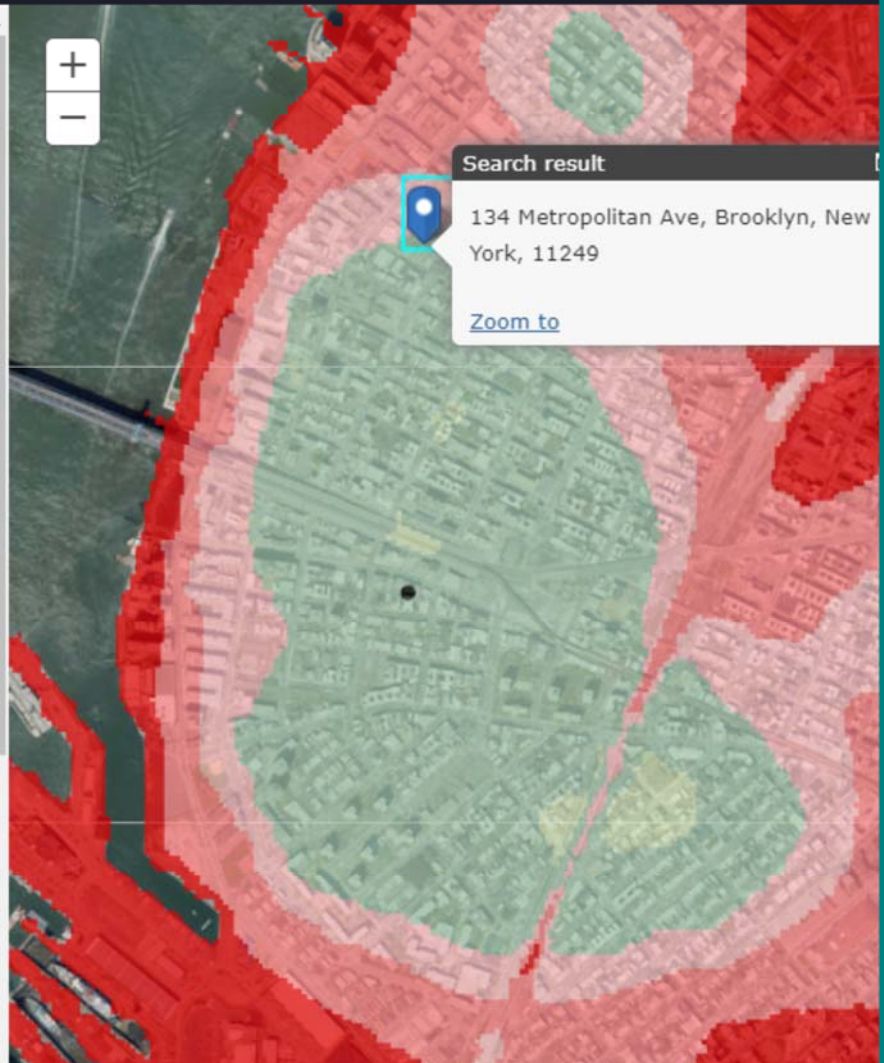 +
−
Search result
134 Metropolitan Ave, Brooklyn, New
York, 11249
Zoom to